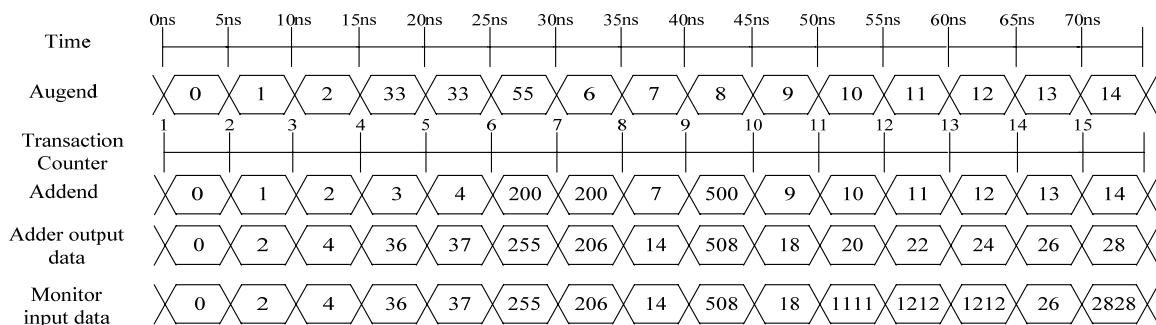 0ns 5ns 10ns 15ns 20ns 25ns 30ns 35ns 40ns 45ns 50ns 55ns 60ns 65ns 70ns
Time
Augend 0 1 2 33 33 55 6 7 8 9 10 11 12 13 14
1 2 3 4 5 6 7 8 9 10 11 12 13 14 15
Transaction
Counter
Addend 0 1 2 3 4 200 200 7 500 9 10 11 12 13 14
Adder output
data
0 2 4 36 37 255 206 14 508 18 20 22 24 26 28
Monitor
input data
0 2 4 36 37 255 206 14 508 18 1111 1212 1212 26 2828